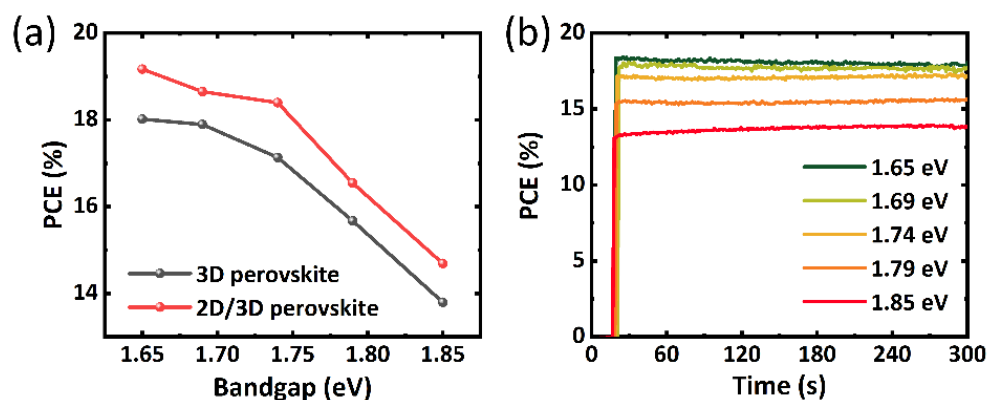 (a)
20
18
16
14
PCE (%)
3D perovskite
2D/3D perovskite
1.65 1.70 1.75 1.80 1.85
Bandgap (eV)
(b)
20
15
10
5
0
PCE (%)
1.65 eV
1.69 eV
1.74 eV
1.79 eV
1.85 eV
0 60 120 180 240 300
Time (s)